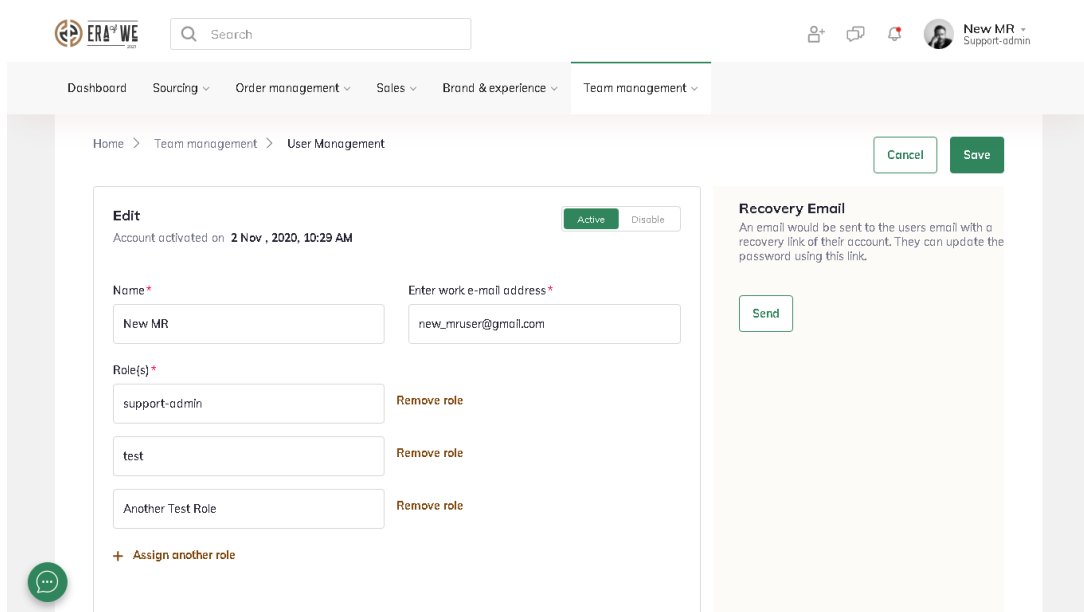 ERA OF WE
2021
Search
New MR
Support-admin
Dashboard Sourcing Order management Sales Brand & experience Team management
Home > Team management > User Management
Cancel Save
Edit
Active Disable
Account activated on 2 Nov , 2020, 10:29 AM
Name*
Enter work e-mail address*
New MR
new_mruser@gmail.com
Role(s)*
support-admin Remove role
test Remove role
Another Test Role Remove role
+ Assign another role
Recovery Email
An email would be sent to the users email with a
recovery link of their account. They can update the
password using this link.
Send